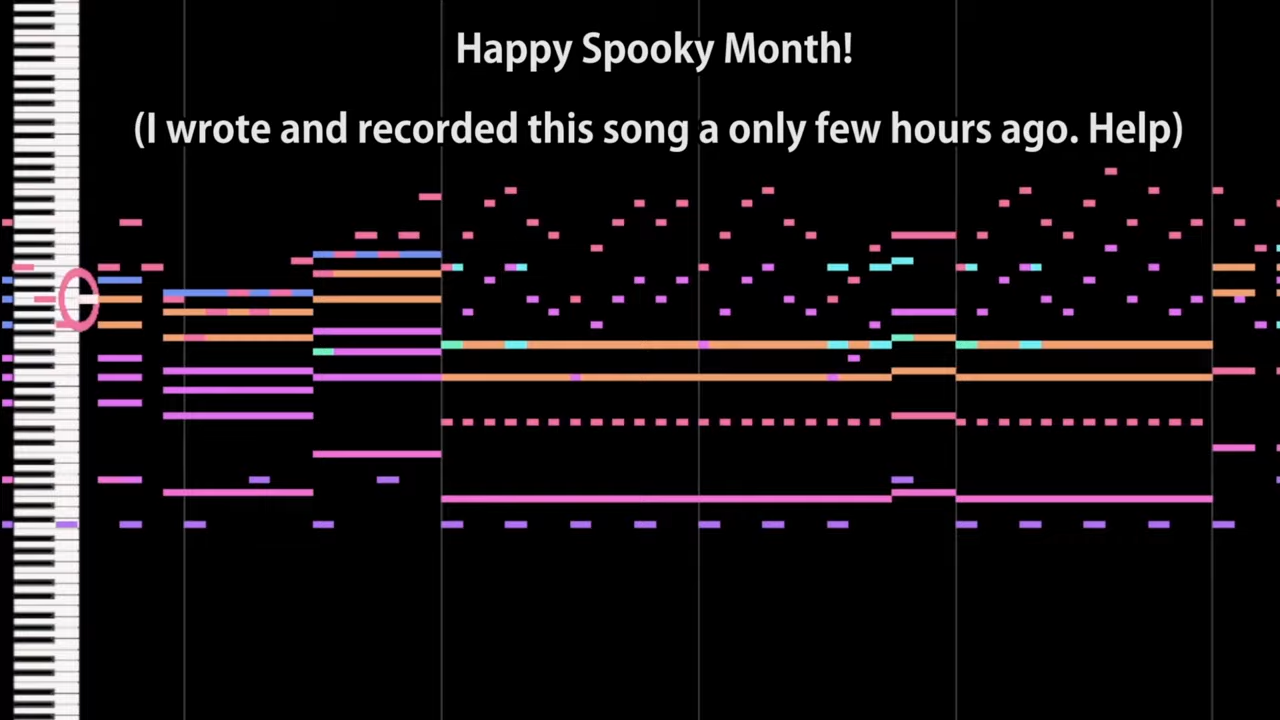 Happy Spooky Month!
(I wrote and recorded this song a only few hours ago. Help)